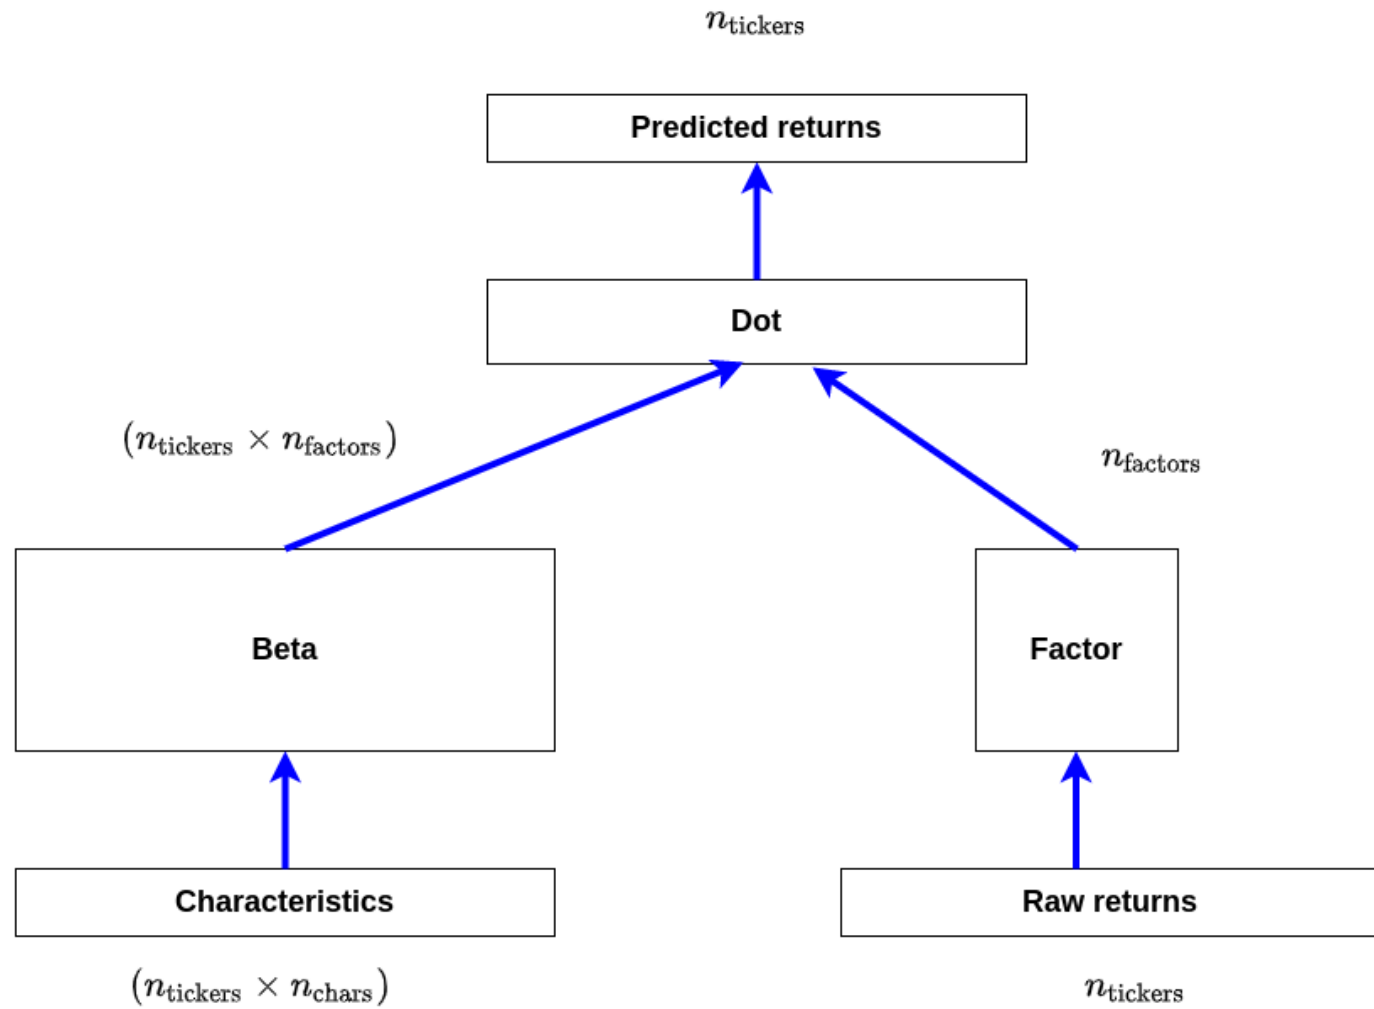 n_tickers
Predicted returns
Dot
(n_tickers × n_factors)
n_factors
Beta
Factor
Characteristics
Raw returns
(n_tickers × n_chars)
n_tickers